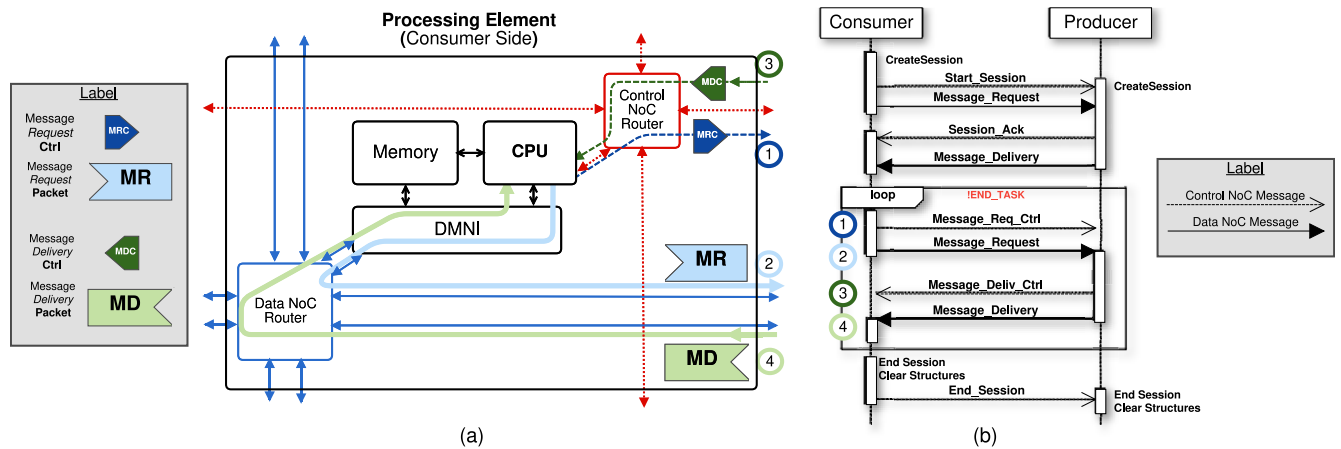 Processing Element
(Consumer Side)
Label
Message
Request
Ctrl
MRC
Message
Request
Packet
MR
Message
Delivery
Ctrl
MDC
Message
Delivery
Packet
MD
3
MDC
Control
NoC
Router
MRC
1
Memory
CPU
DMNI
MR
2
Data NoC
Router
MD
4
(a)
Consumer
Producer
CreateSession
Start_Session
CreateSession
Message_Request
Session_Ack
Message_Delivery
loop
!END_TASK
1
Message_Req_Ctrl
2
Message_Request
3
Message_Deliv_Ctrl
4
Message_Delivery
End Session
Clear Structures
End_Session
End Session
Clear Structures
Label
Control NoC Message
Data NoC Message
(b)